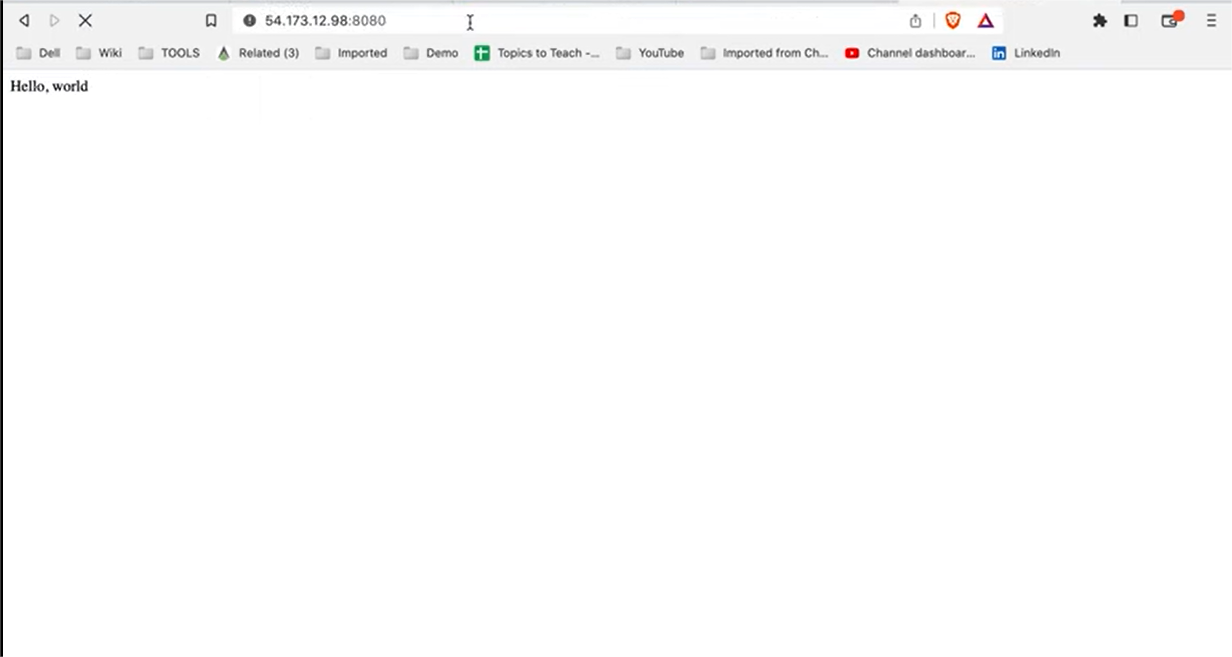 54.173.12.98:8080
Dell Wiki TOOLS Related (3) Imported Demo Topics to Teach -... YouTube Imported from Ch... Channel dashboar... LinkedIn
Hello, world